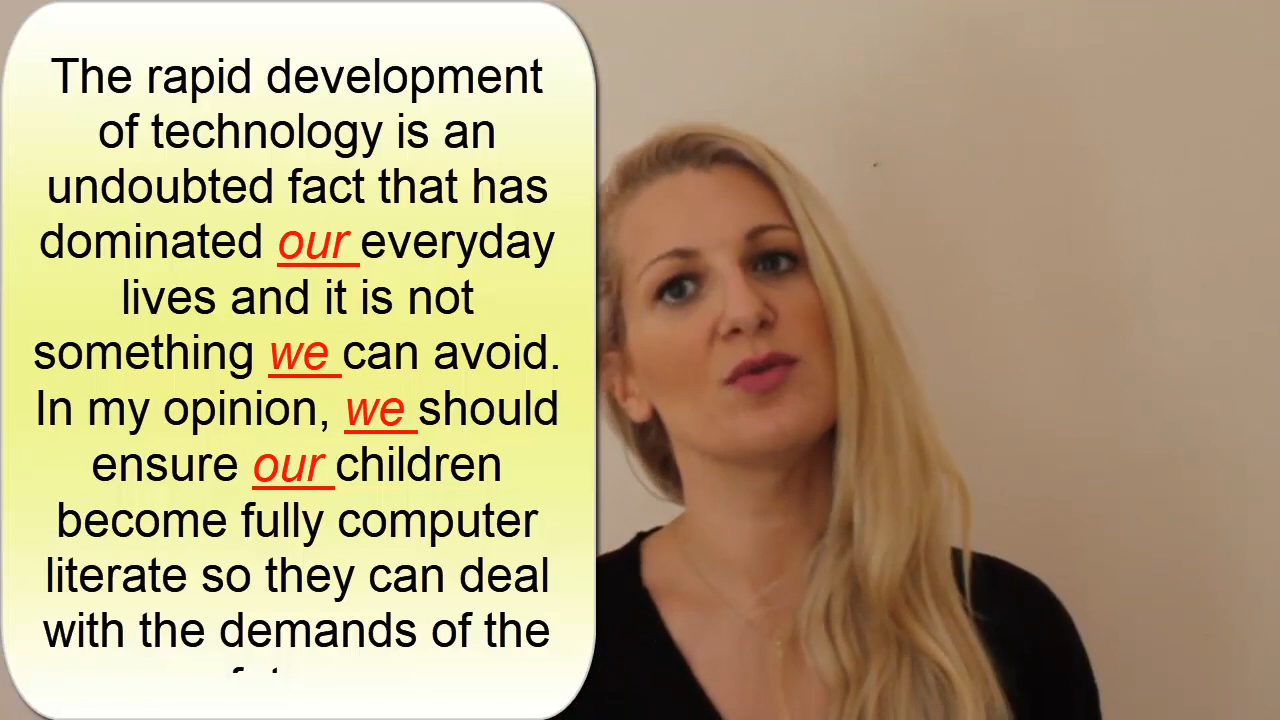 The rapid development
of technology is an
undoubted fact that has
dominated our everyday
lives and it is not
something we can avoid.
In my opinion, we should
ensure our children
become fully computer
literate so they can deal
with the demands of the